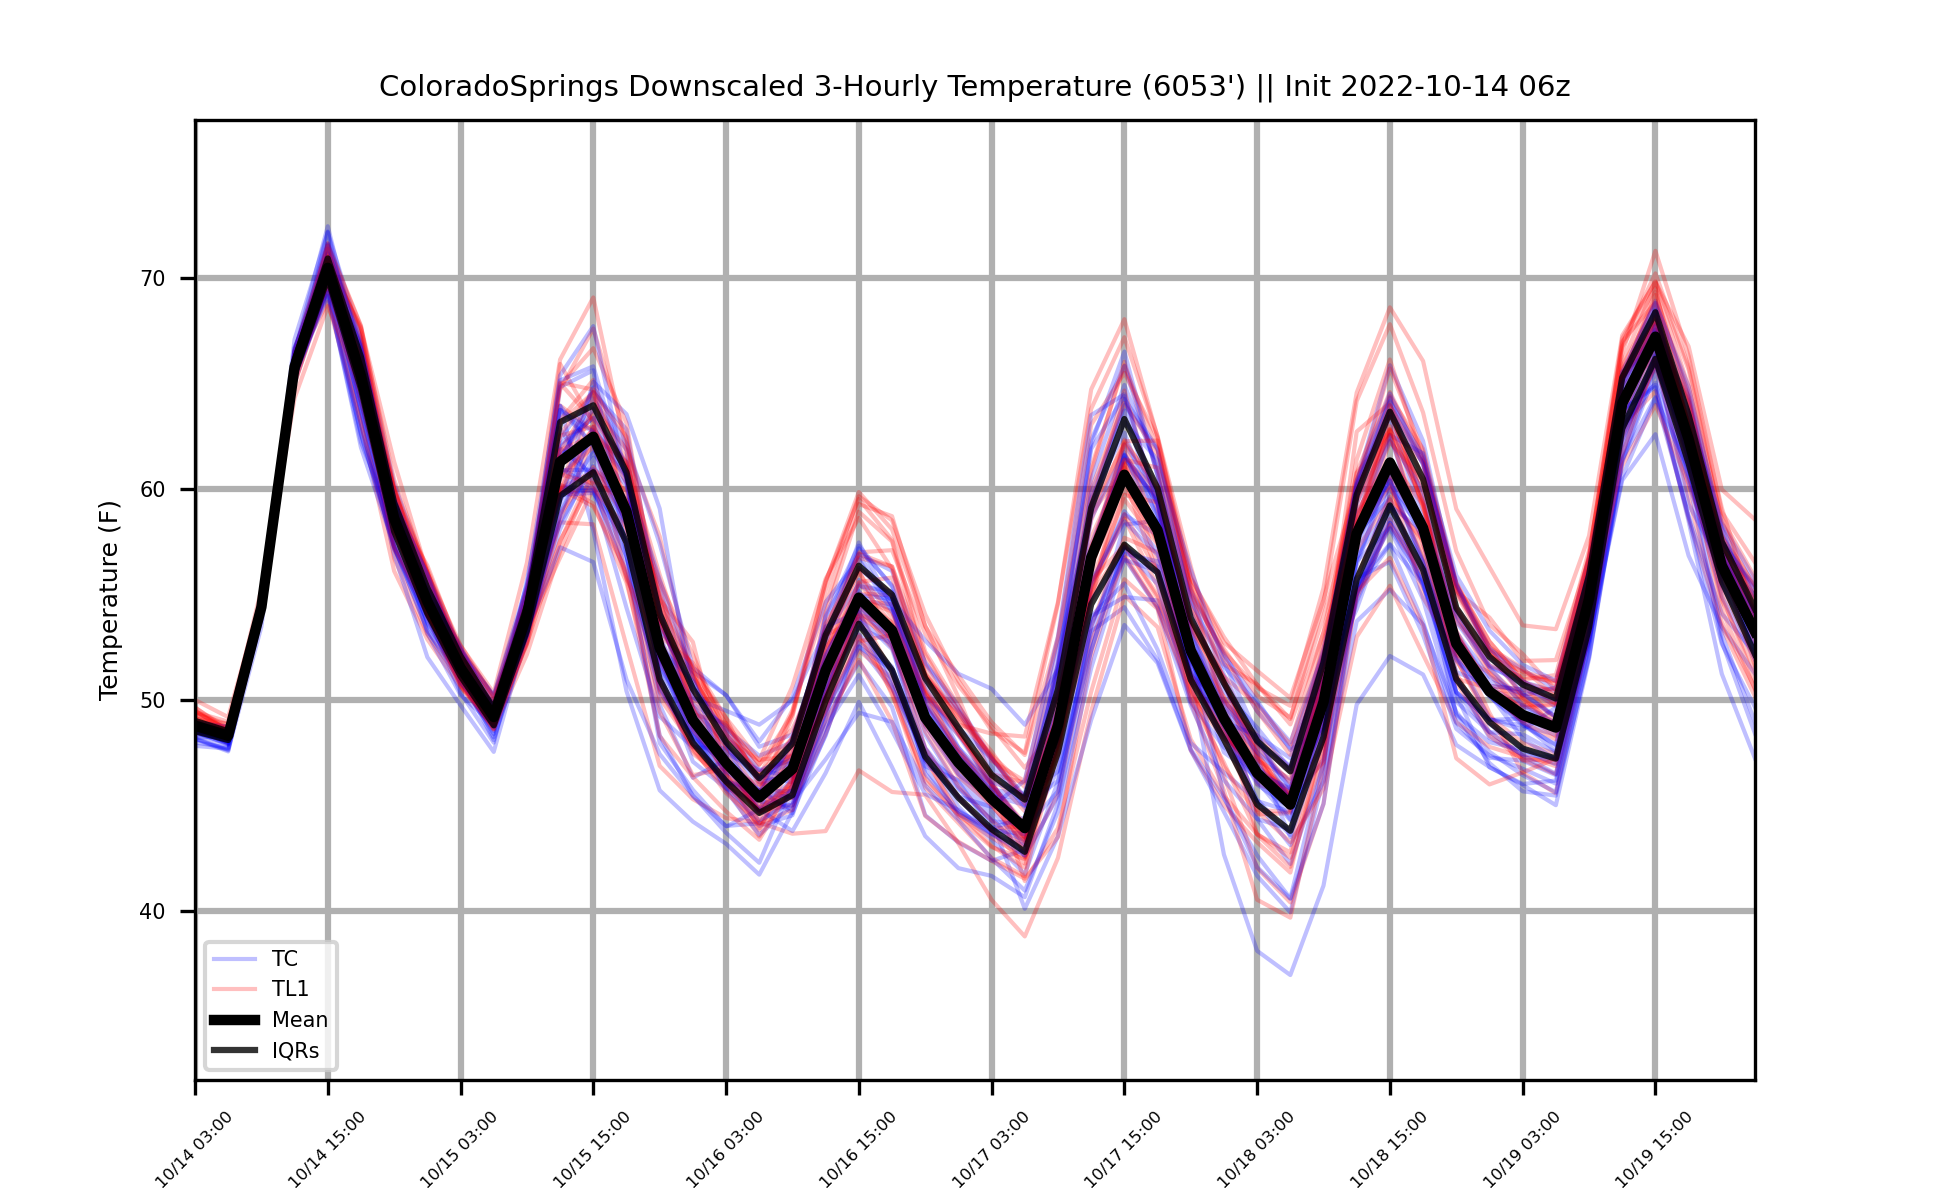 ColoradoSprings Downscaled 3-Hourly Temperature (6053') || Init 2022-10-14 06z
Temperature (F)
70
60
50
40
TC
TL1
Mean
IQRs
10/14 03:00
10/14 15:00
10/15 03:00
10/15 15:00
10/16 03:00
10/16 15:00
10/17 03:00
10/17 15:00
10/18 03:00
10/18 15:00
10/19 03:00
10/19 15:00